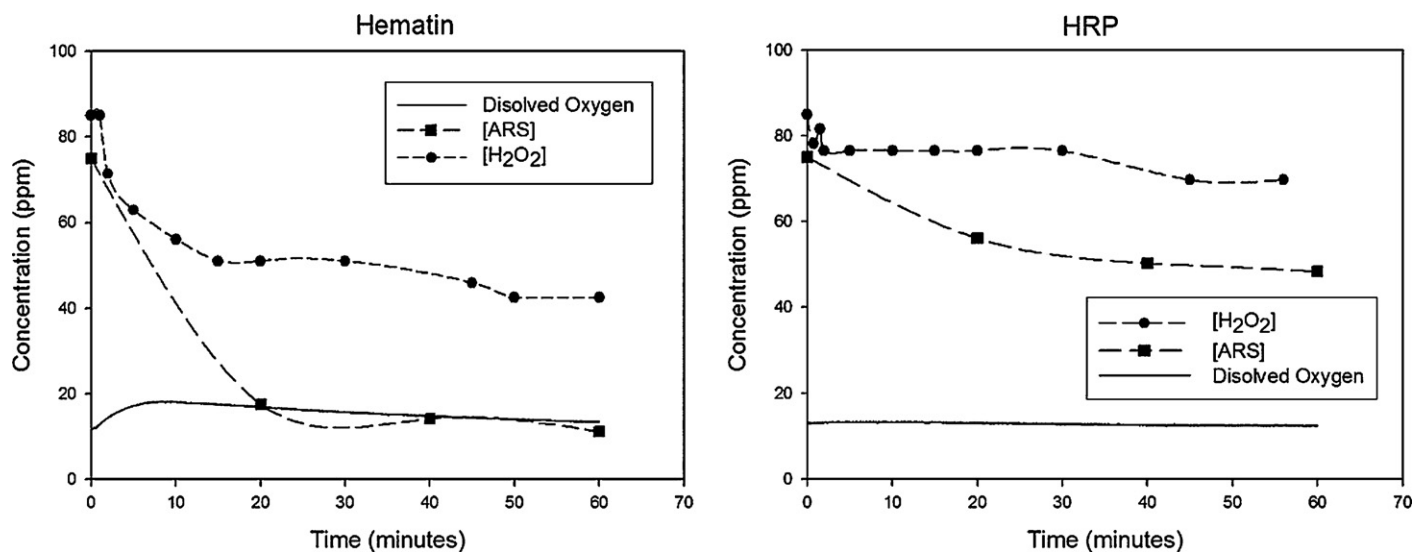 Hematin
100
80
60
40
20
0
Concentration (ppm)
Disolved Oxygen
[ARS]
[H2O2]
0 10 20 30 40 50 60 70
Time (minutes)
HRP
100
80
60
40
20
0
Concentration (ppm)
[H2O2]
[ARS]
Disolved Oxygen
0 10 20 30 40 50 60 70
Time (minutes)